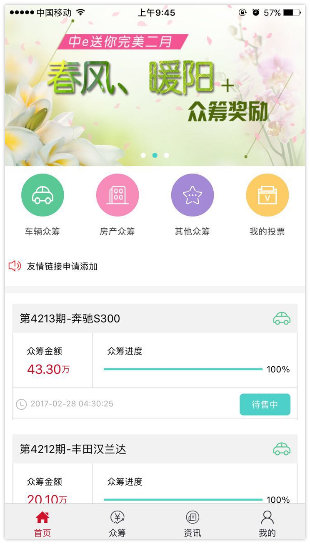 中国移动 上午9:45 57%
中e送你完美二月
春风、暖阳+
众筹奖励
车辆众筹 房产众筹 其他众筹 我的投票
友情链接申请添加
第4213期-奔驰S300
众筹金额 众筹进度
43.30万 100%
2017-02-28 04:30:25 待售中
第4212期-丰田汉兰达
众筹金额 众筹进度
20.10万 100%
首页 众筹 资讯 我的